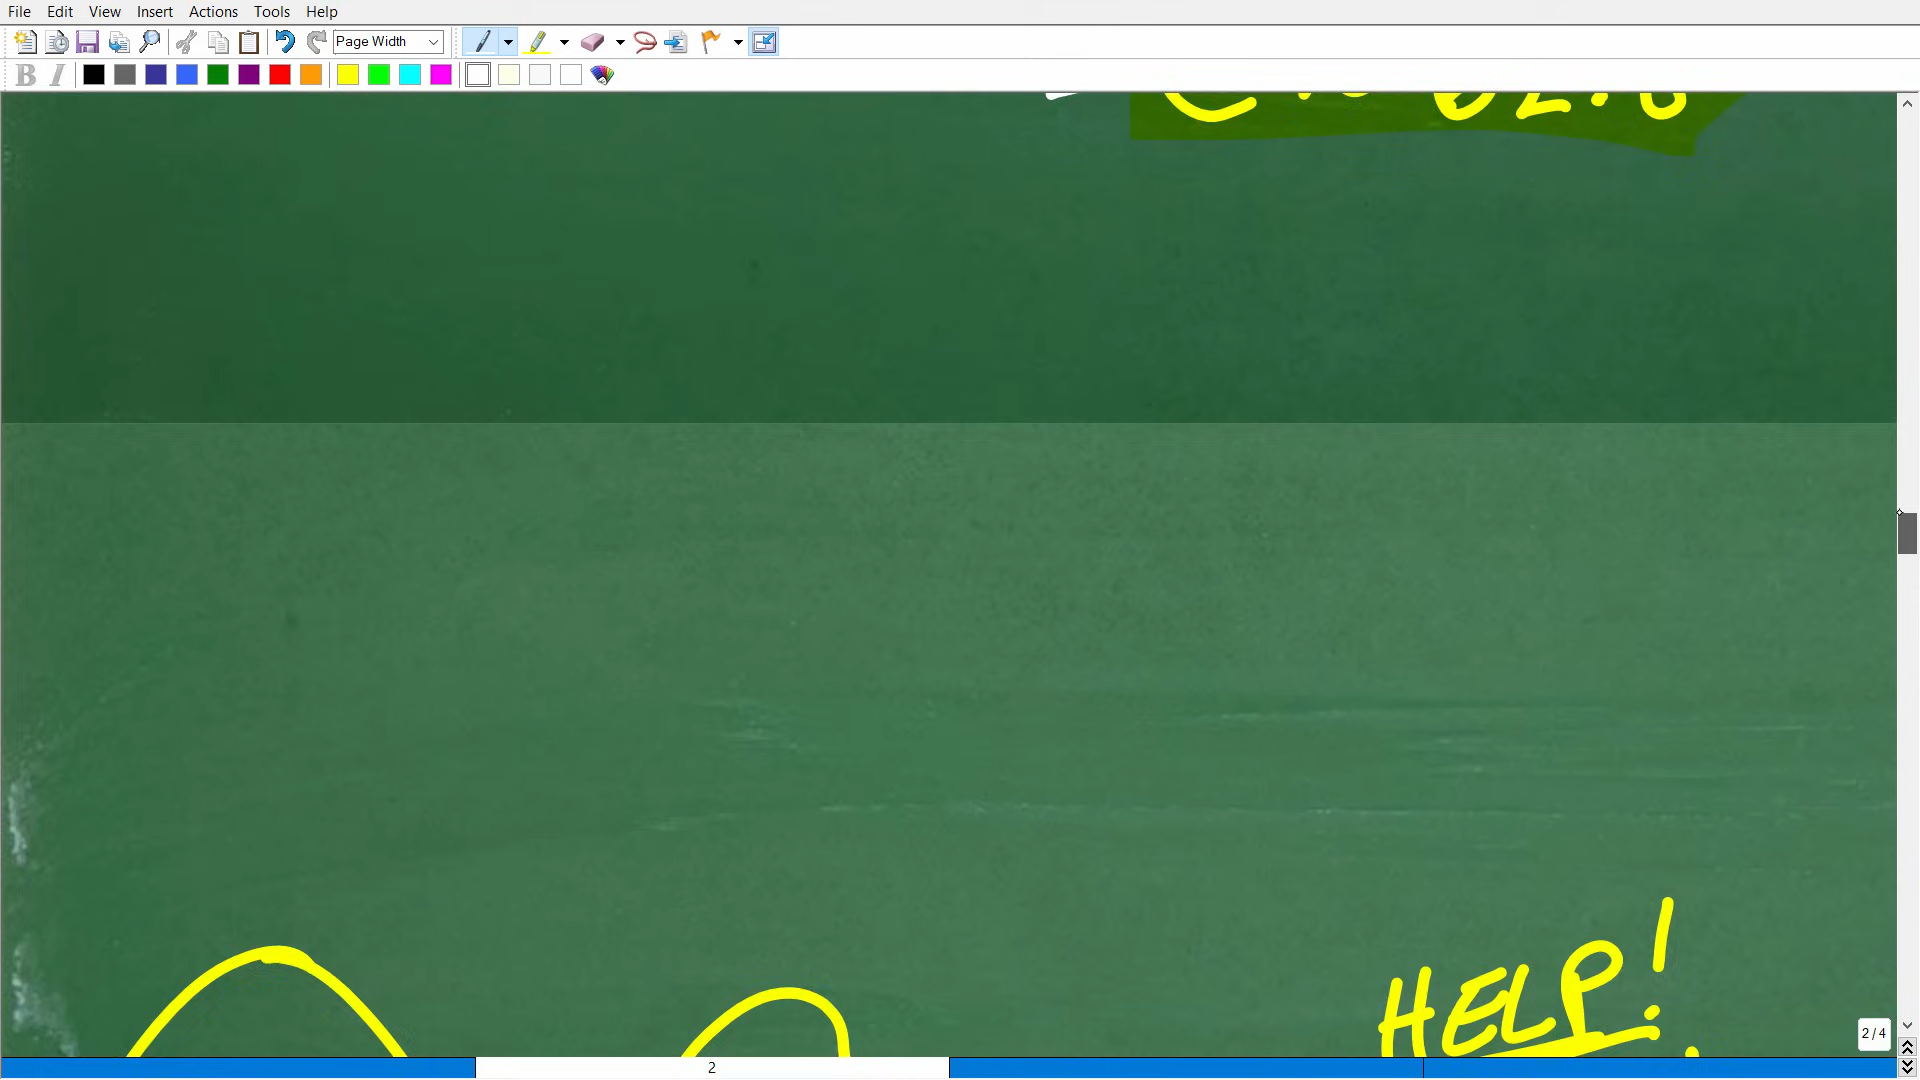 File Edit View Insert Actions Tools Help
Page Width
B I
HELP!
2 / 4
2